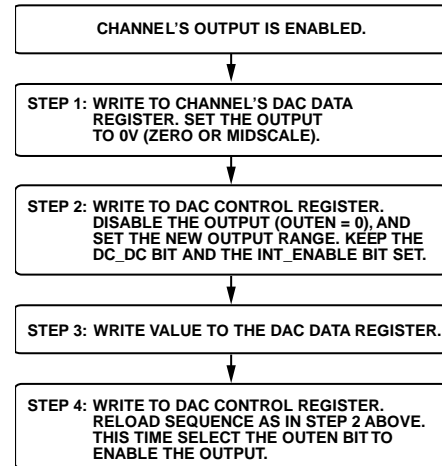 CHANNEL'S OUTPUT IS ENABLED.
STEP 1: WRITE TO CHANNEL'S DAC DATA
REGISTER. SET THE OUTPUT
TO 0V (ZERO OR MIDSCALE).
STEP 2: WRITE TO DAC CONTROL REGISTER.
DISABLE THE OUTPUT (OUTEN = 0), AND
SET THE NEW OUTPUT RANGE. KEEP THE
DC_DC BIT AND THE INT_ENABLE BIT SET.
STEP 3: WRITE VALUE TO THE DAC DATA REGISTER.
STEP 4: WRITE TO DAC CONTROL REGISTER.
RELOAD SEQUENCE AS IN STEP 2 ABOVE.
THIS TIME SELECT THE OUTEN BIT TO
ENABLE THE OUTPUT.